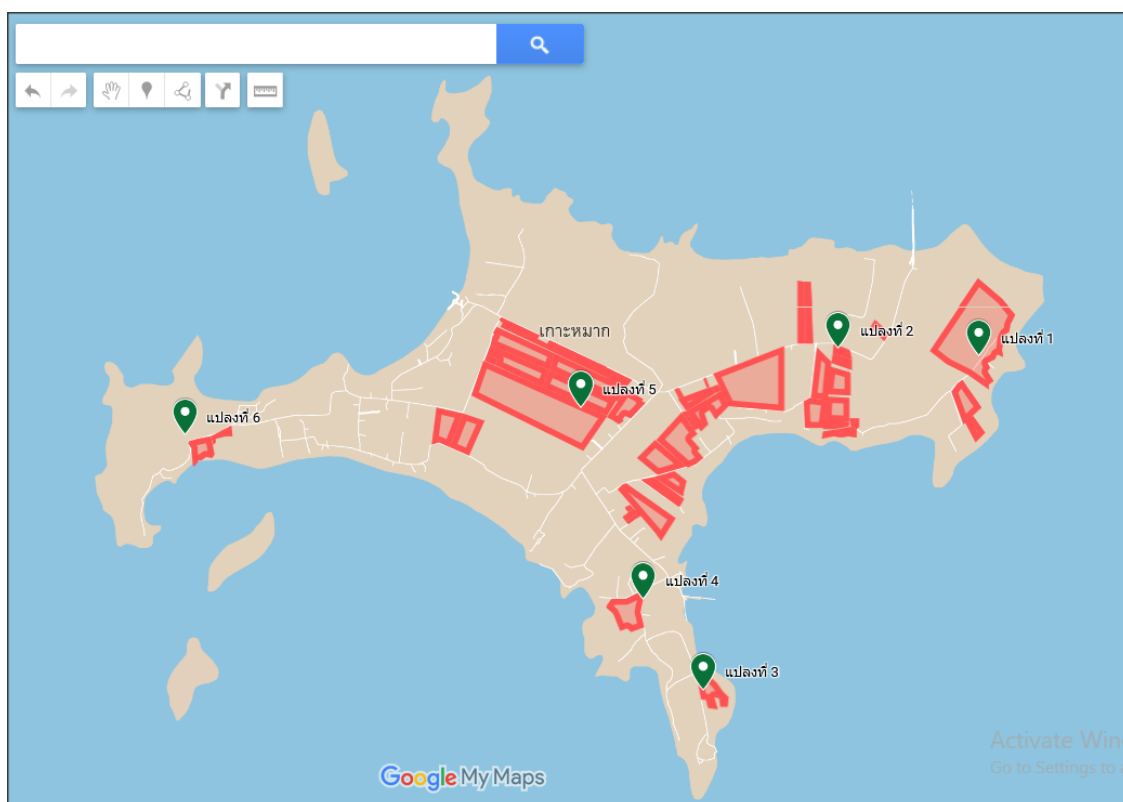 เกาะหมาก
แปลงที่ 2
แปลงที่ 1
แปลงที่ 5
แปลงที่ 6
แปลงที่ 4
แปลงที่ 3
Activate Win
Go to Settings to
Google My Maps